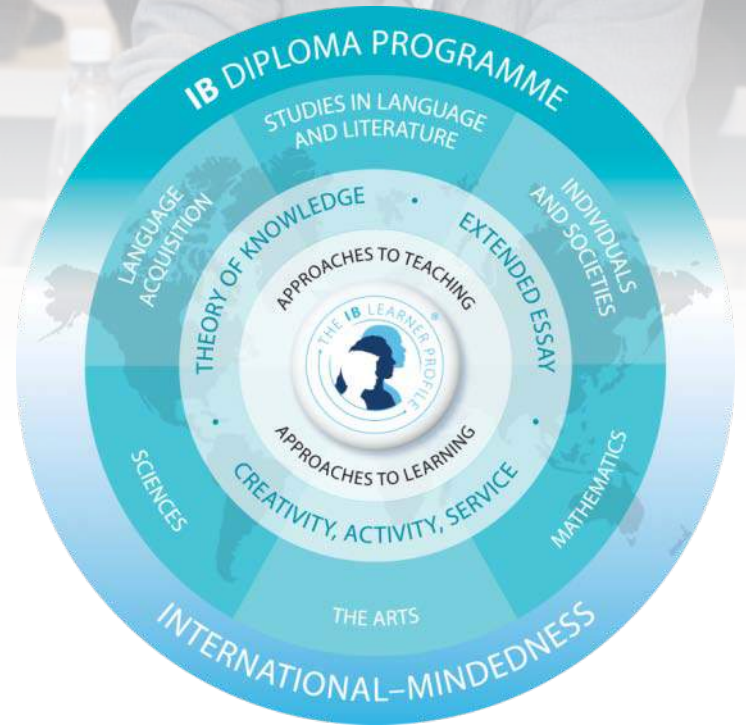 IB DIPLOMA PROGRAMME
STUDIES IN LANGUAGE
AND LITERATURE
LANGUAGE
ACQUISITION
INDIVIDUALS
AND SOCIETIES
THEORY OF KNOWLEDGE
•
EXTENDED ESSAY
•
APPROACHES TO TEACHING
THE IB LEARNER PROFILE
®
APPROACHES TO LEARNING
CREATIVITY, ACTIVITY, SERVICE
•
SCIENCES
MATHEMATICS
THE ARTS
INTERNATIONAL–MINDEDNESS